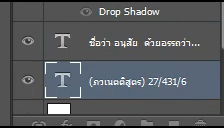 Drop Shadow
T ชื่อว่า อนุสัย ด้วยอรรถว่า...
T (ภวเนตติสูตร) 27/431/6
fx